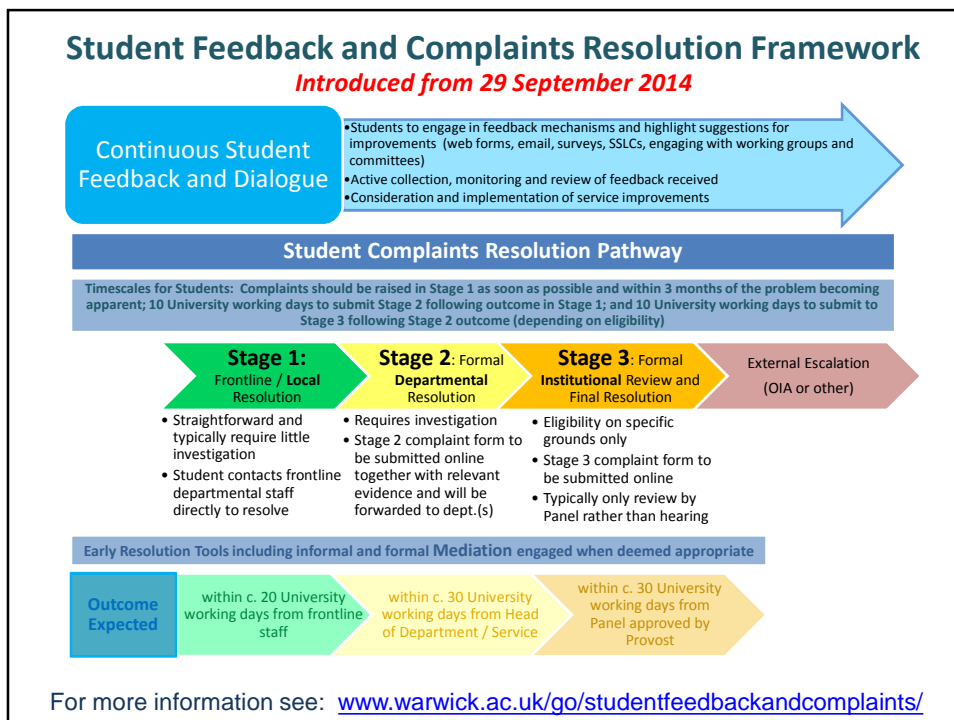 Student Feedback and Complaints Resolution Framework
Introduced from 29 September 2014
Continuous Student
Feedback and Dialogue
•Students to engage in feedback mechanisms and highlight suggestions for
improvements (web forms, email, surveys, SSLCs, engaging with working groups and
committees)
•Active collection, monitoring and review of feedback received
•Consideration and implementation of service improvements
Student Complaints Resolution Pathway
Timescales for Students: Complaints should be raised in Stage 1 as soon as possible and within 3 months of the problem becoming
apparent; 10 University working days to submit Stage 2 following outcome in Stage 1; and 10 University working days to submit to
Stage 3 following Stage 2 outcome (depending on eligibility)
Stage 1:
Frontline / Local
Resolution
Stage 2: Formal
Departmental
Resolution
Stage 3: Formal
Institutional Review and
Final Resolution
External Escalation
(OIA or other)
• Straightforward and
typically require little
investigation
• Student contacts frontline
departmental staff
directly to resolve
• Requires investigation
• Stage 2 complaint form to
be submitted online
together with relevant
evidence and will be
forwarded to dept.(s)
• Eligibility on specific
grounds only
• Stage 3 complaint form to
be submitted online
• Typically only review by
Panel rather than hearing
Early Resolution Tools including informal and formal Mediation engaged when deemed appropriate
Outcome
Expected
within c. 20 University
working days from frontline
staff
within c. 30 University
working days from Head
of Department / Service
within c. 30 University
working days from
Panel approved by
Provost
For more information see: www.warwick.ac.uk/go/studentfeedbackandcomplaints/